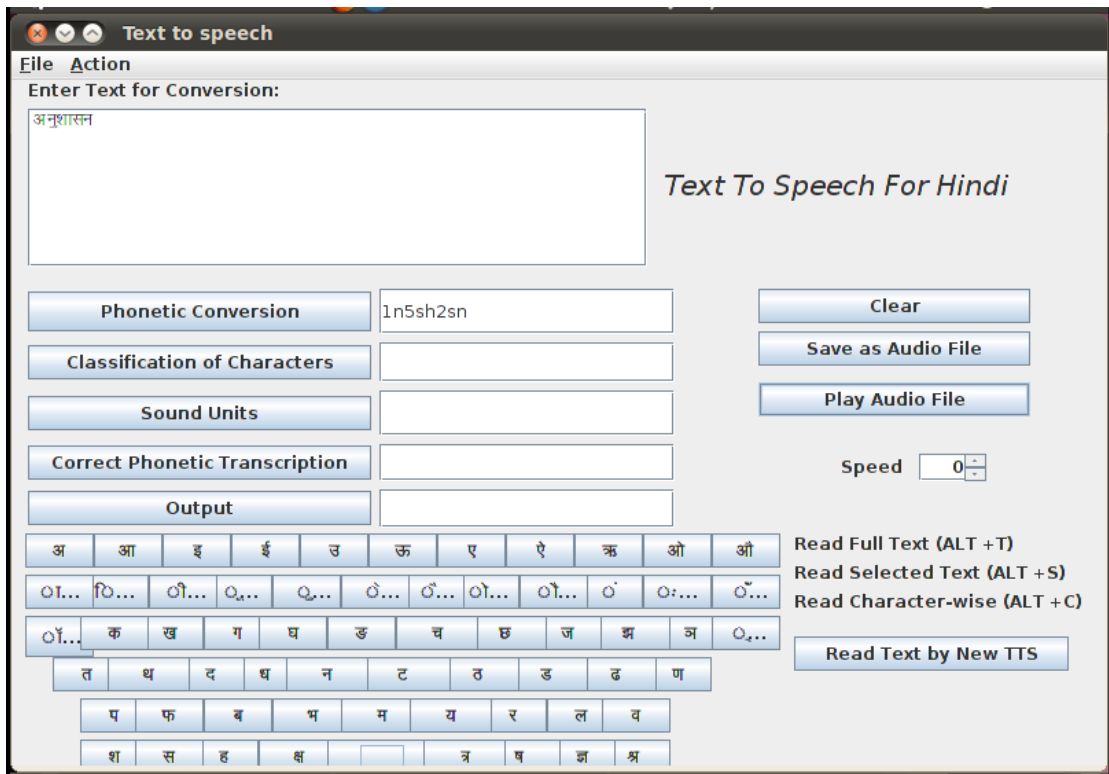 Text to speech
File Action
Enter Text for Conversion:
अनुशासन
Text To Speech For Hindi
Phonetic Conversion 1n5sh2sn Clear
Classification of Characters Save as Audio File
Sound Units Play Audio File
Correct Phonetic Transcription Speed 0
Output
अ आ इ ई उ ऊ ए ऐ ऋ ओ औ
Read Full Text (ALT +T)
ा... ि... ी... ु... े... ै... ो... ौ... ं ः... ँ...
Read Selected Text (ALT +S)
Read Character-wise (ALT +C)
ॉ... क ख ग घ ङ च छ ज झ ञ
Read Text by New TTS
त थ द ध न ट ठ ड ढ ण
प फ ब भ म य र ल व
श स ह क्ष त्र ष ज्ञ श्र